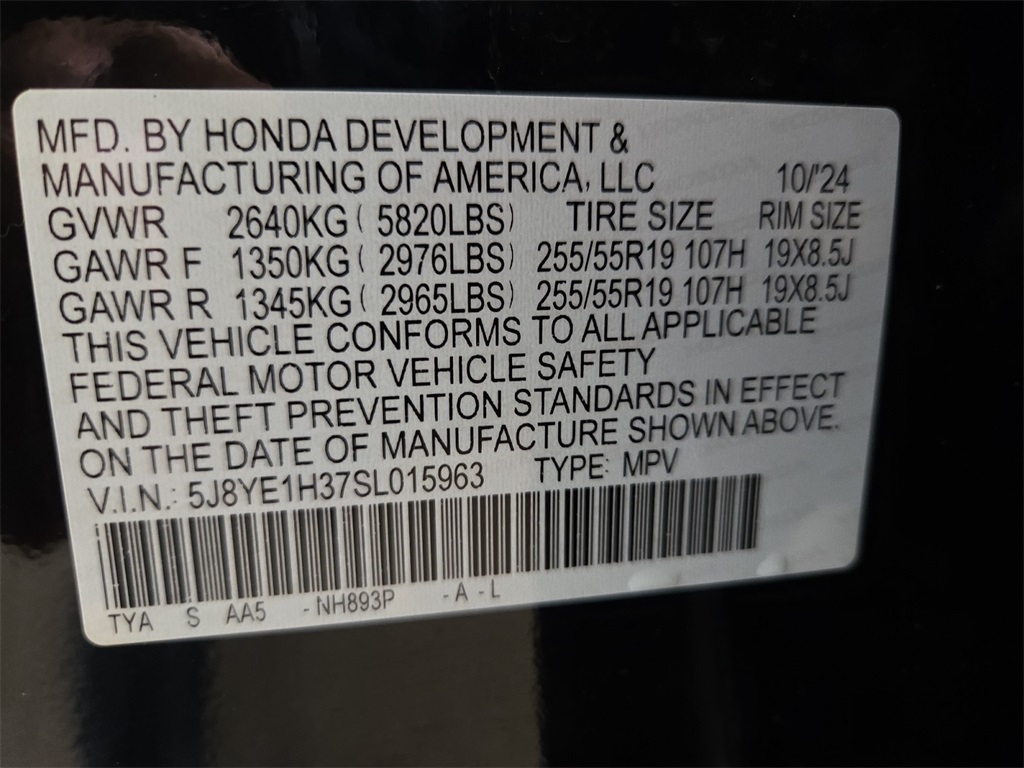 MFD. BY HONDA DEVELOPMENT &
MANUFACTURING OF AMERICA, LLC 10/'24
GVWR 2640KG ( 5820LBS) TIRE SIZE RIM SIZE
GAWR F 1350KG ( 2976LBS) 255/55R19 107H 19X8.5J
GAWR R 1345KG ( 2965LBS) 255/55R19 107H 19X8.5J
THIS VEHICLE CONFORMS TO ALL APPLICABLE
FEDERAL MOTOR VEHICLE SAFETY
AND THEFT PREVENTION STANDARDS IN EFFECT
ON THE DATE OF MANUFACTURE SHOWN ABOVE.
V.I.N.: 5J8YE1H37SL015963 TYPE: MPV
TYA S AA5 -NH893P -A-L